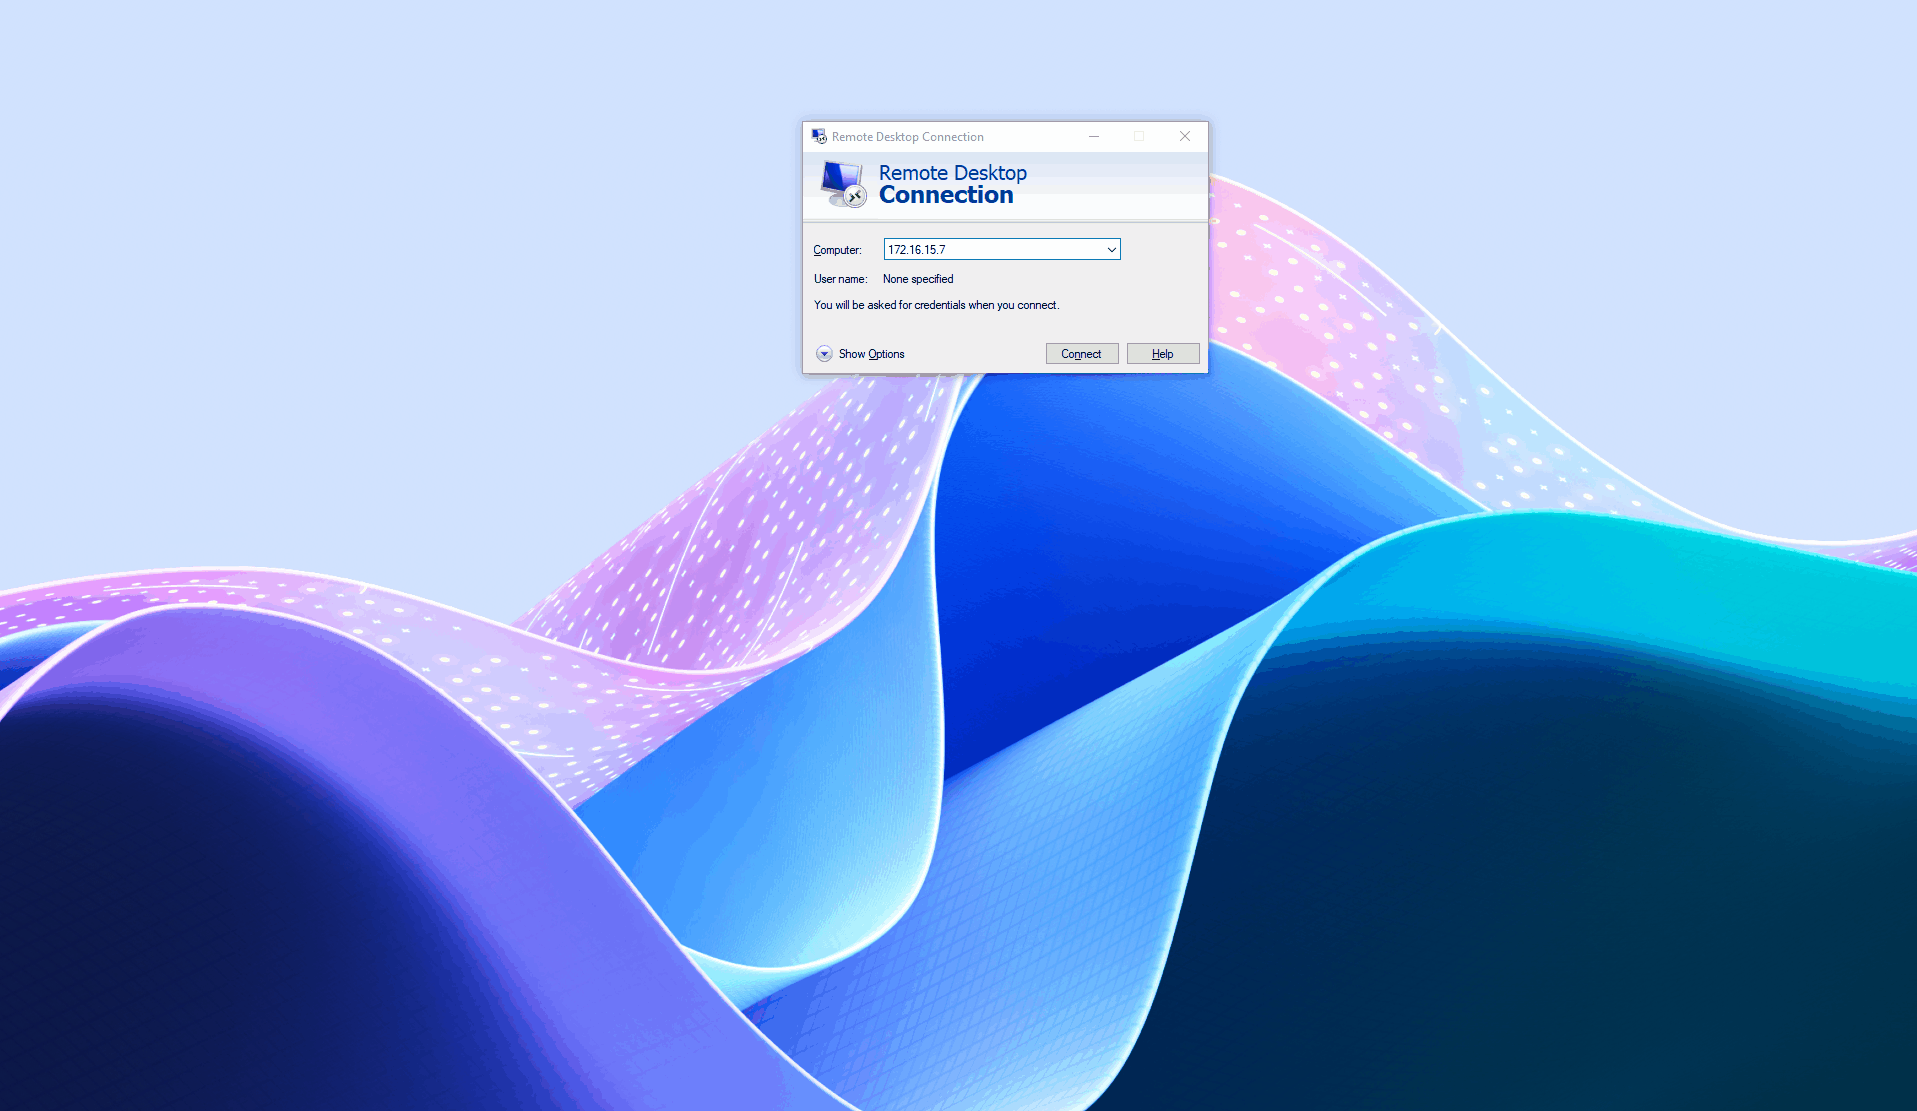 Remote Desktop Connection
Remote Desktop
Connection
Computer: 172.16.15.7
User name: None specified
You will be asked for credentials when you connect.
Show Options Connect Help